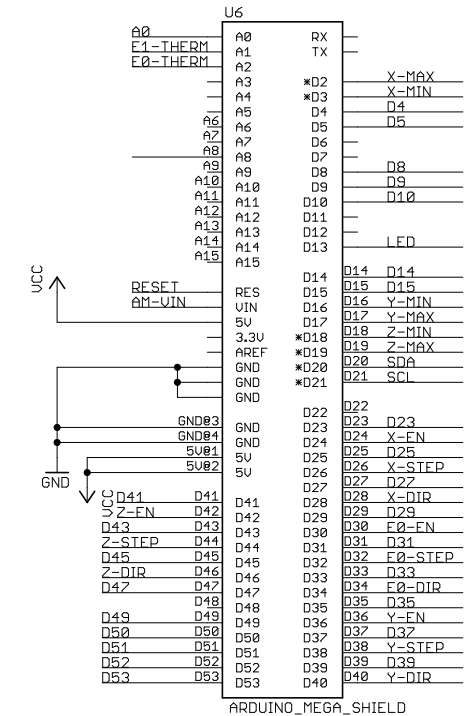 U6
A0 A0 RX
E1-THERM A1 TX
E0-THERM A2
A3 *D2 X-MAX
A4 *D3 X-MIN
A5 D4 D4
A6 A6 D5 D5
A7 A7 D6
A8 A8 D7
A9 A9 D8 D8
A10 A10 D9 D9
A11 A11 D10 D10
A12 A12 D11
A13 A13 D12
A14 A14 D13 LED
A15 A15
D14 D14 D14
RESET RES D15 D15 D15
AM-VIN VIN D16 D16 Y-MIN
VCC 5V D17 D17 Y-MAX
3.3V *D18 D18 Z-MIN
AREF *D19 D19 Z-MAX
GND *D20 D20 SDA
GND *D21 D21 SCL
GND
D22 D22
GND@3 GND D23 D23 D23
GND@4 GND D24 D24 X-EN
5V@1 5V D25 D25 D25
5V@2 5V D26 D26 X-STEP
GND
D27 D27 D27
VCC
D41 D41 D41 D28 D28 X-DIR
Z-EN D42 D42 D29 D29 D29
D43 D43 D43 D30 D30 E0-EN
Z-STEP D44 D44 D31 D31 D31
D45 D45 D45 D32 D32 E0-STEP
Z-DIR D46 D46 D33 D33 D33
D47 D47 D47 D34 D34 E0-DIR
D48 D48 D35 D35 D35
D49 D49 D49 D36 D36 Y-EN
D50 D50 D50 D37 D37 D37
D51 D51 D51 D38 D38 Y-STEP
D52 D52 D52 D39 D39 D39
D53 D53 D53 D40 D40 Y-DIR
ARDUINO_MEGA_SHIELD